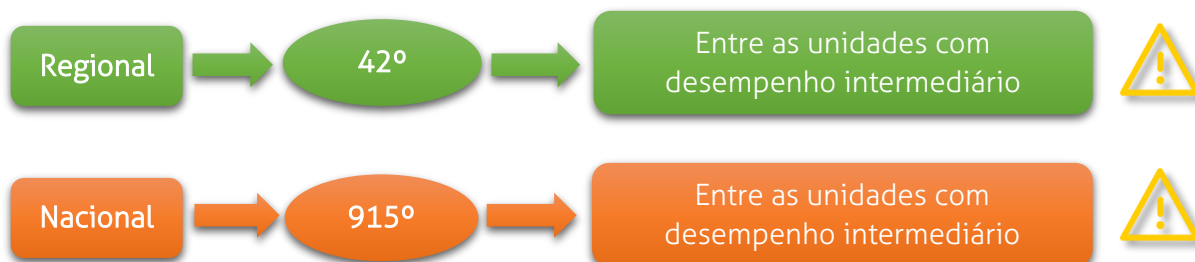 Regional
42º
Entre as unidades com
desempenho intermediário
Nacional
915º
Entre as unidades com
desempenho intermediário